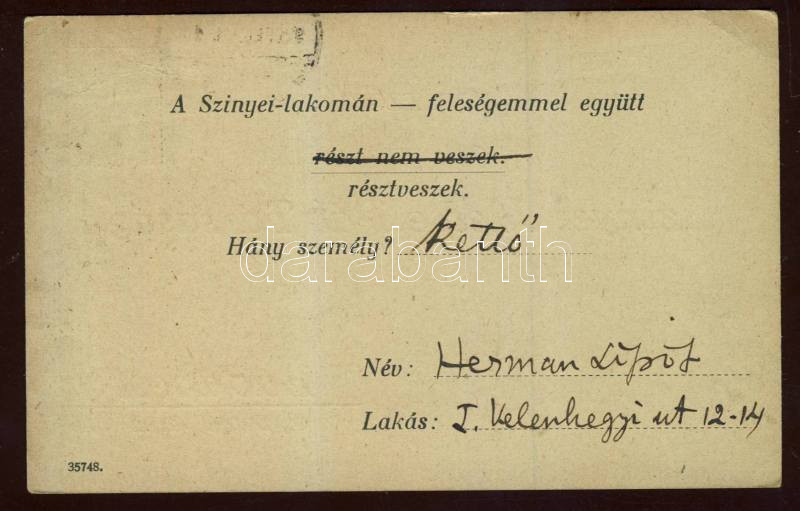 A Szinyei-lakomán — feleségemmel együtt
részt nem veszek.
résztveszek.
Hány személy? Kettő
darabanth
Név: Herman Lipót
Lakás: I. Kelenhegyi ut 12-14
35748.